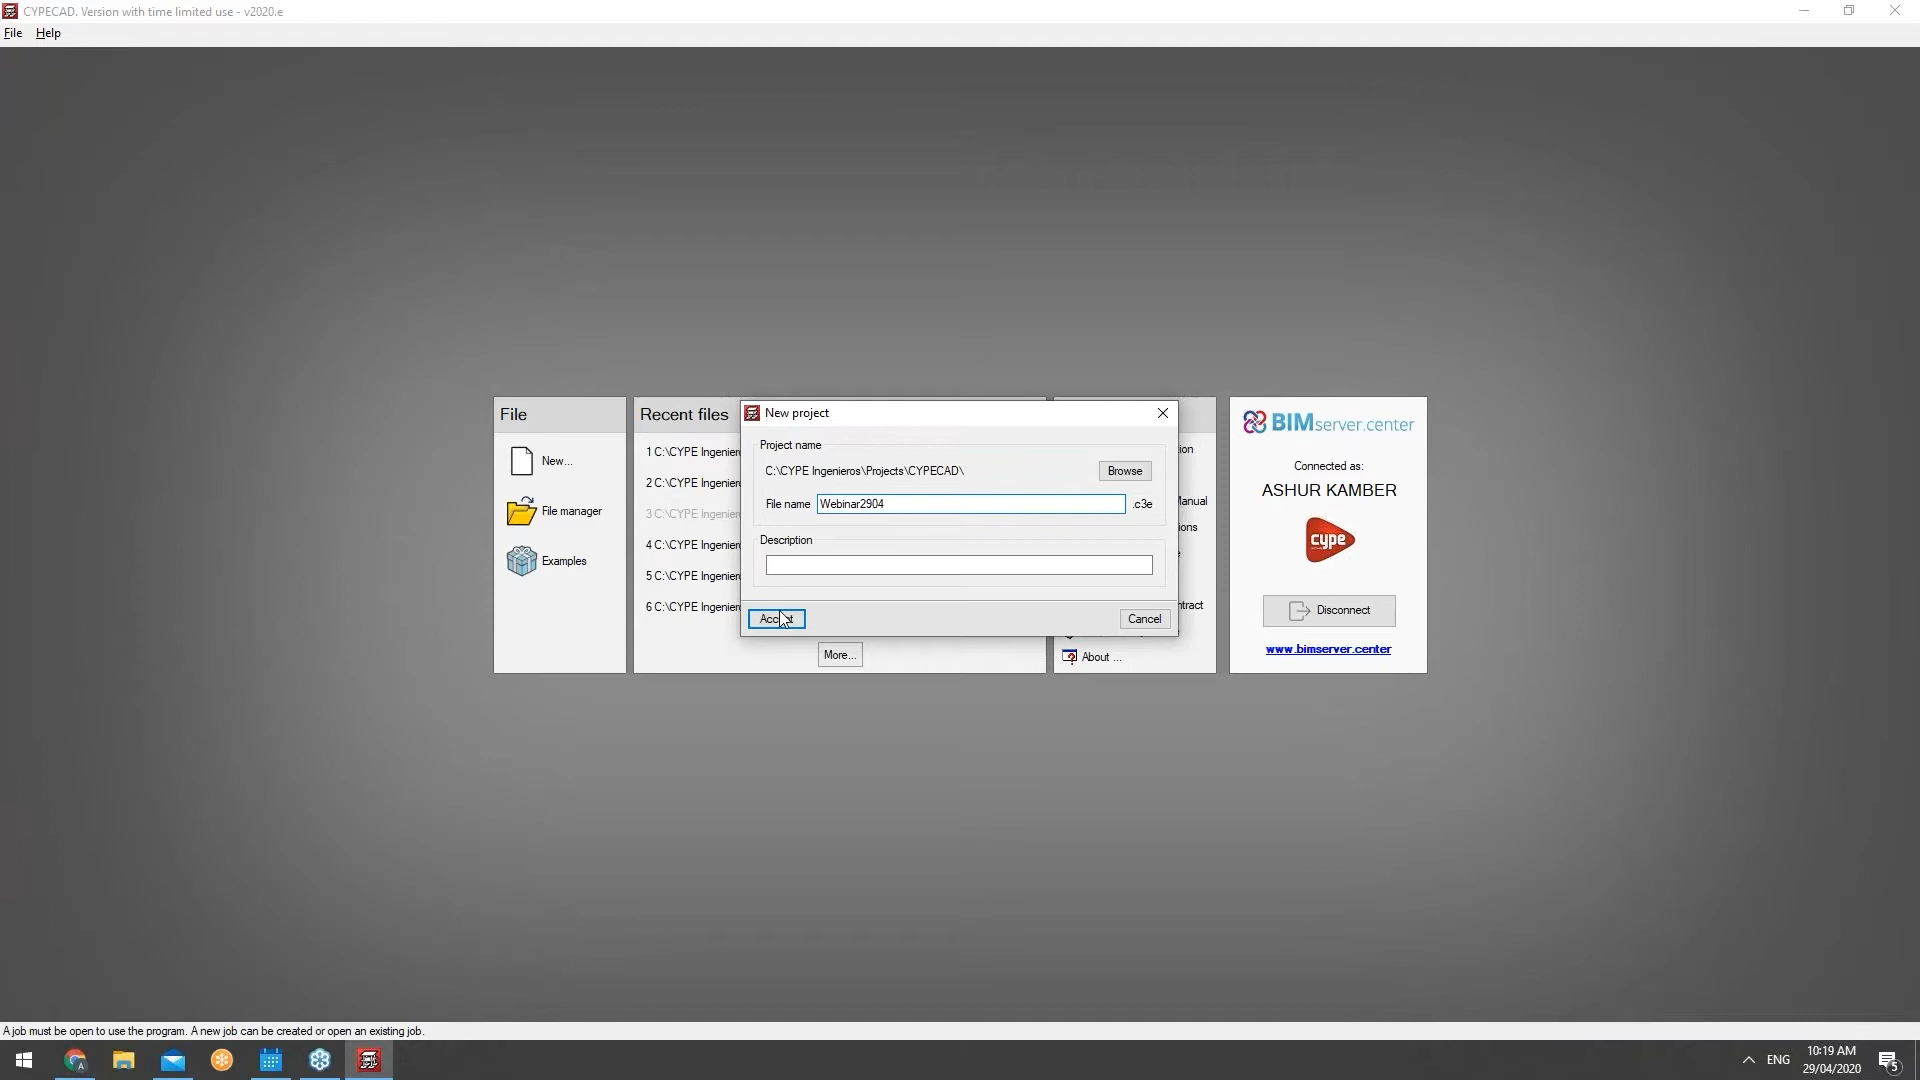 CYPECAD. Version with time limited use - v2020.e
File Help
File
New...
File manager
Examples
Recent files
1 C:\CYPE Ingenier
2 C:\CYPE Ingenier
3 C:\CYPE Ingenier
4 C:\CYPE Ingenier
5 C:\CYPE Ingenier
6 C:\CYPE Ingenier
More...
New project
Project name
C:\CYPE Ingenieros\Projects\CYPECAD\
Browse
File name Webinar2904 .c3e
Description
Accept
Cancel
About ...
BIMserver.center
Connected as:
ASHUR KAMBER
cype
Disconnect
www.bimserver.center
A job must be open to use the program. A new job can be created or open an existing job.
ENG
10:19 AM
29/04/2020
5